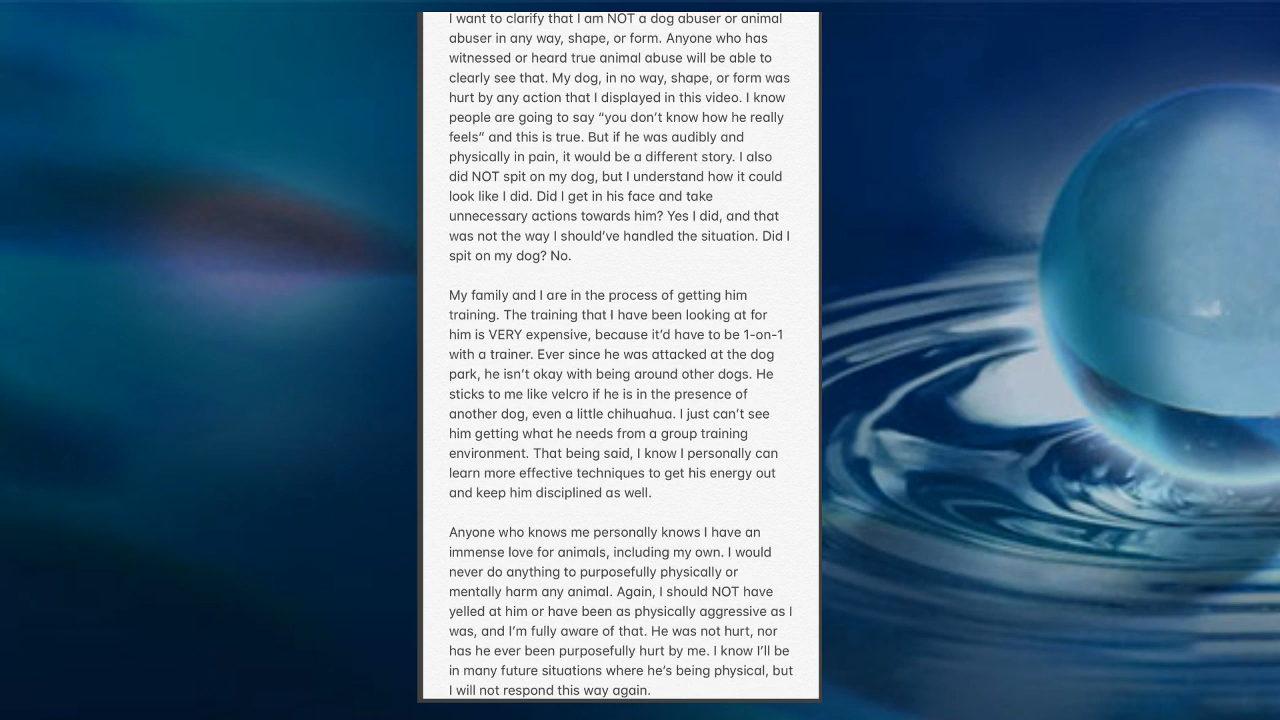 I want to clarify that I am NOT a dog abuser or animal
abuser in any way, shape, or form. Anyone who has
witnessed or heard true animal abuse will be able to
clearly see that. My dog, in no way, shape, or form was
hurt by any action that I displayed in this video. I know
people are going to say “you don’t know how he really
feels” and this is true. But if he was audibly and
physically in pain, it would be a different story. I also
did NOT spit on my dog, but I understand how it could
look like I did. Did I get in his face and take
unnecessary actions towards him? Yes I did, and that
was not the way I should’ve handled the situation. Did I
spit on my dog? No.
My family and I are in the process of getting him
training. The training that I have been looking at for
him is VERY expensive, because it’d have to be 1-on-1
with a trainer. Ever since he was attacked at the dog
park, he isn’t okay with being around other dogs. He
sticks to me like velcro if he is in the presence of
another dog, even a little chihuahua. I just can’t see
him getting what he needs from a group training
environment. That being said, I know I personally can
learn more effective techniques to get his energy out
and keep him disciplined as well.
Anyone who knows me personally knows I have an
immense love for animals, including my own. I would
never do anything to purposefully physically or
mentally harm any animal. Again, I should NOT have
yelled at him or have been as physically aggressive as I
was, and I’m fully aware of that. He was not hurt, nor
has he ever been purposefully hurt by me. I know I’ll be
in many future situations where he’s being physical, but
I will not respond this way again.